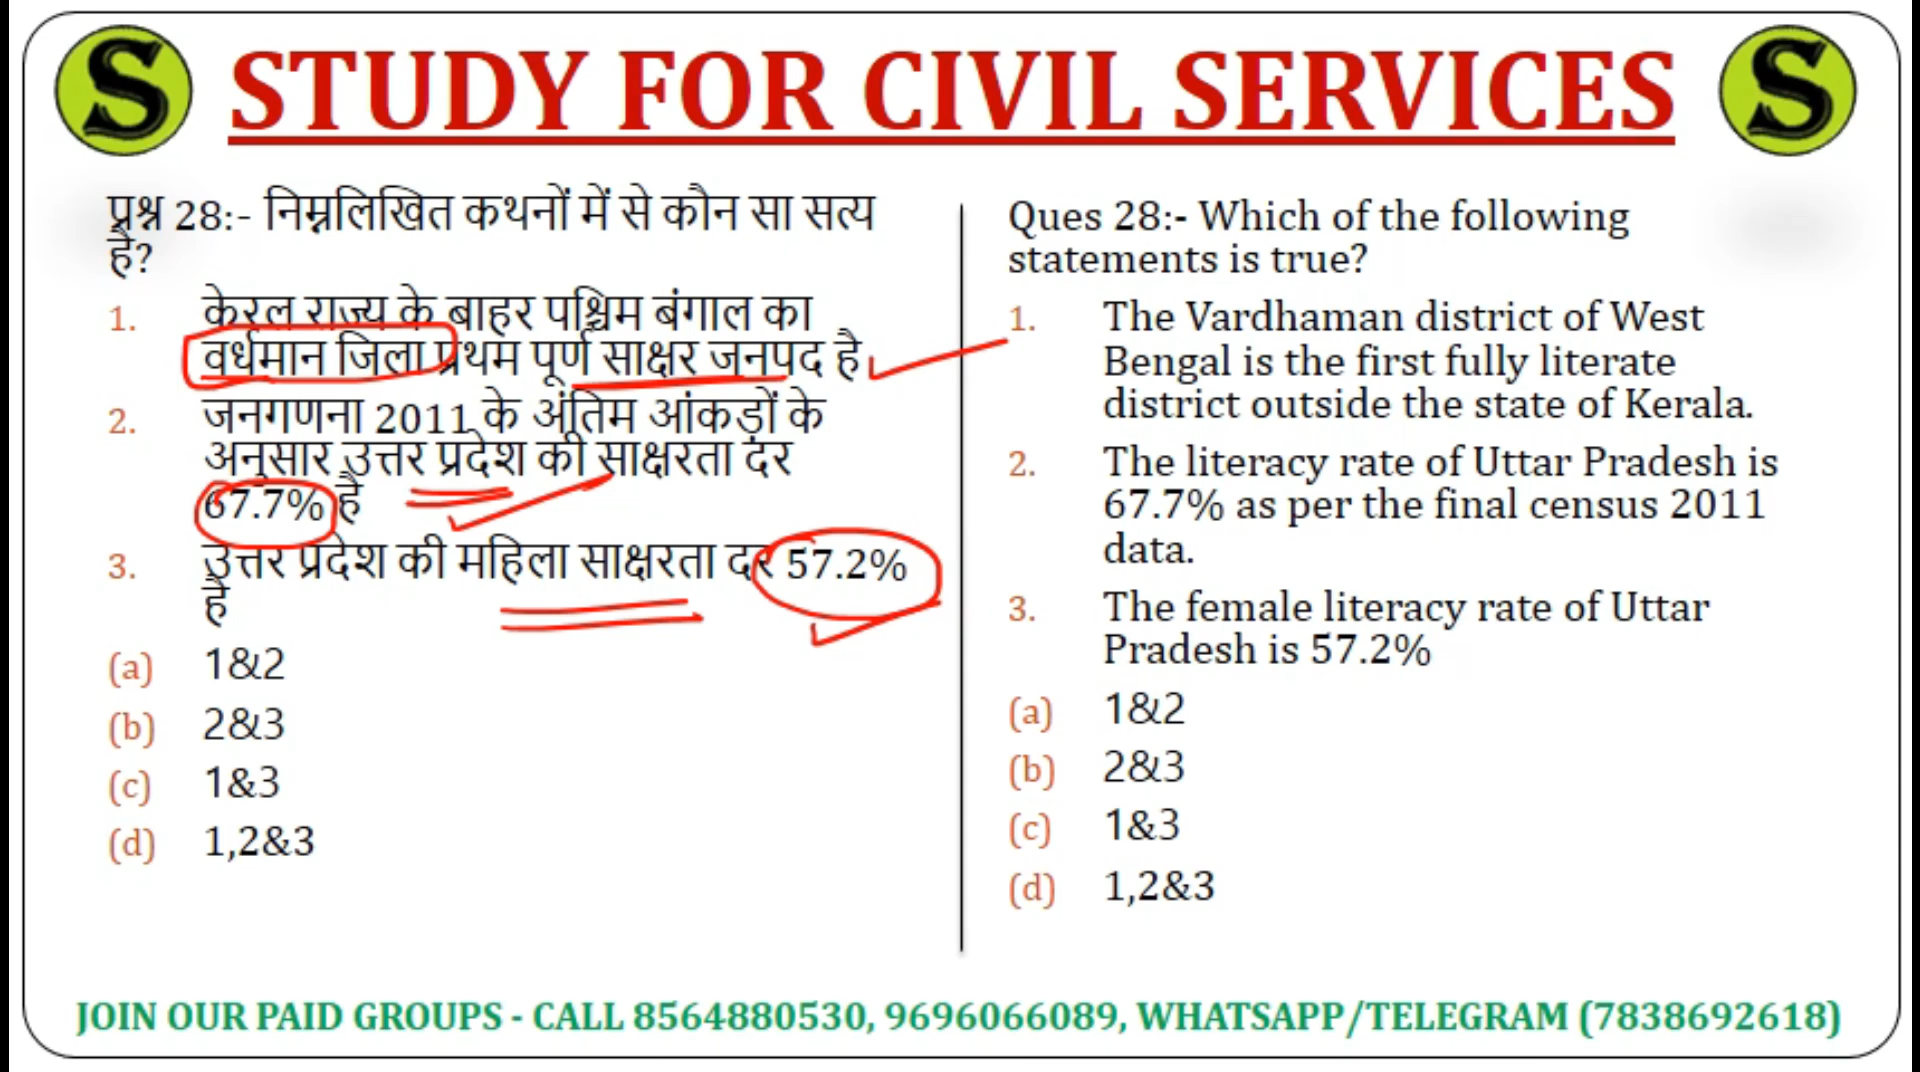 S
STUDY FOR CIVIL SERVICES
S
प्रश्न 28:- निम्नलिखित कथनों में से कौन सा सत्य
है?
1. केरल राज्य के बाहर पश्चिम बंगाल का
वर्धमान जिला प्रथम पूर्ण साक्षर जनपद है
2. जनगणना 2011 के अंतिम आंकड़ों के
अनुसार उत्तर प्रदेश की साक्षरता दर
67.7% है
3. उत्तर प्रदेश की महिला साक्षरता दर 57.2%
है
(a) 1&2
(b) 2&3
(c) 1&3
(d) 1,2&3
Ques 28:- Which of the following
statements is true?
1. The Vardhaman district of West
Bengal is the first fully literate
district outside the state of Kerala.
2. The literacy rate of Uttar Pradesh is
67.7% as per the final census 2011
data.
3. The female literacy rate of Uttar
Pradesh is 57.2%
(a) 1&2
(b) 2&3
(c) 1&3
(d) 1,2&3
JOIN OUR PAID GROUPS - CALL 8564880530, 9696066089, WHATSAPP/TELEGRAM (7838692618)